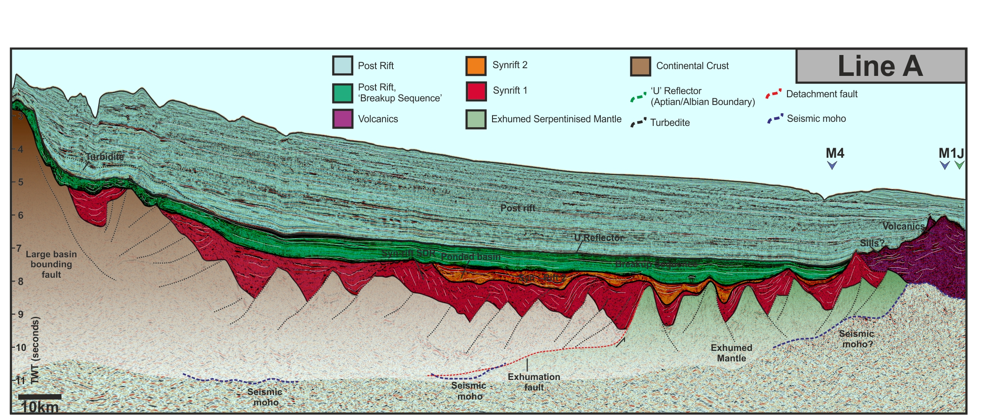 Line A
Post Rift
Synrift 2
Continental Crust
Post Rift,
‘Breakup Sequence’
Synrift 1
‘U’ Reflector
(Aptian/Albian Boundary)
Detachment fault
Volcanics
Exhumed Serpentinised Mantle
Turbedite
Seismic moho
M4
M1J
3
4
5
6
7
8
9
10
11
TWT (seconds)
Turbidite
Post rift
Volcanics
U Reflector
Sills?
Syn-rift SDR
Ponded basin
Breakup Sequence
Syn - Rift 2
Large basin
bounding
fault
Exhumed
Mantle
Seismic
moho?
Exhumation
fault
Seismic
moho
Seismic
moho
10km